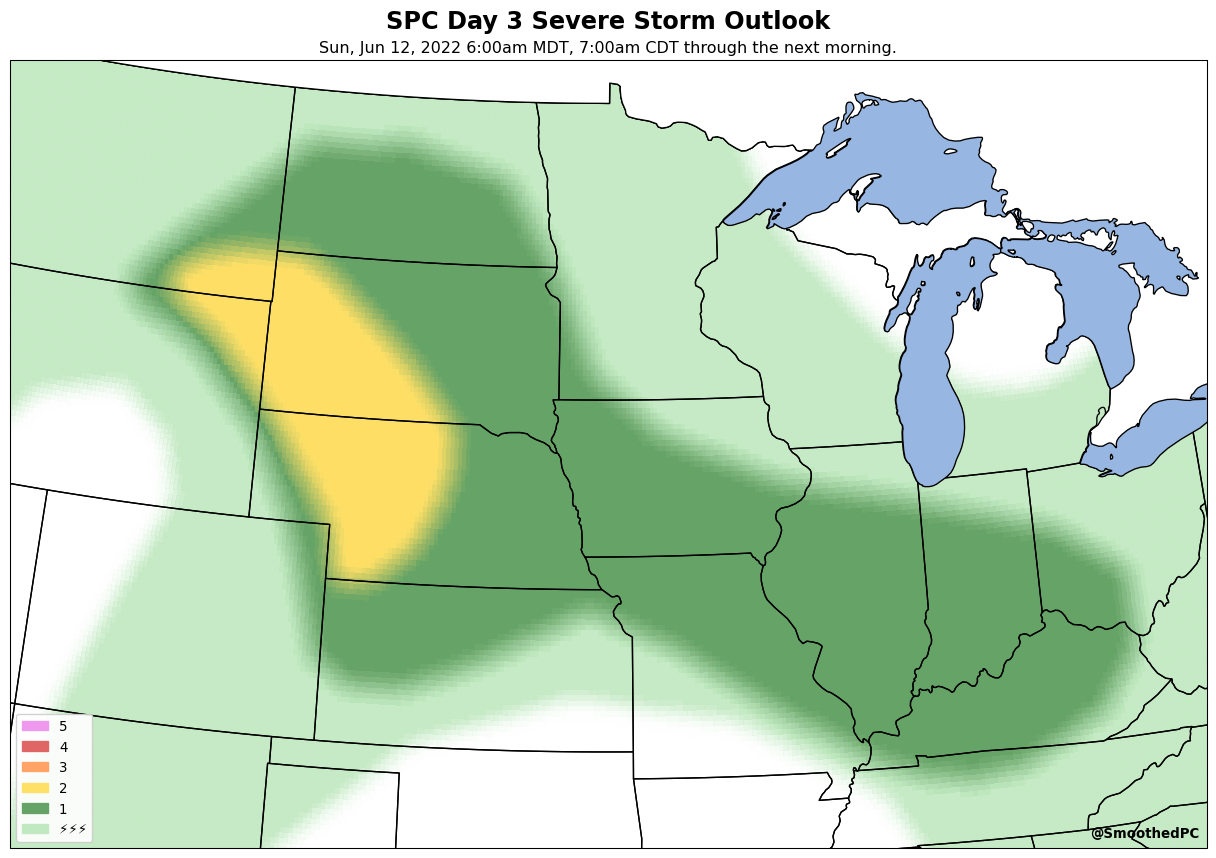 SPC Day 3 Severe Storm Outlook
Sun, Jun 12, 2022 6:00am MDT, 7:00am CDT through the next morning.
5
4
3
2
1
⚡⚡⚡
@SmoothedPC